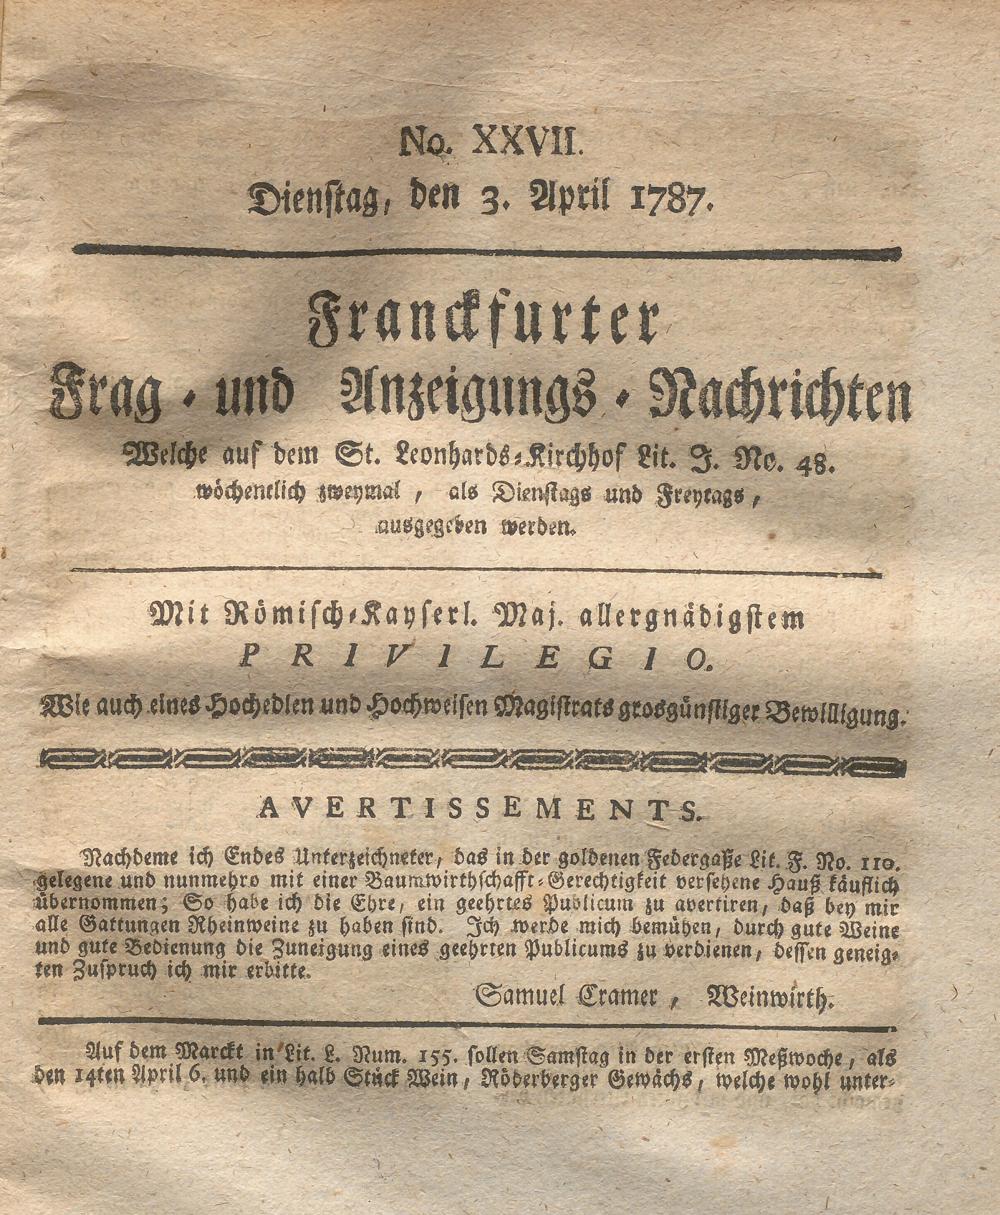 No. XXVII.
Dienſtag, den 3. April 1787.
Franckfurter
Frag- und Anzeigungs-Nachrichten
Welche auf dem St. Leonhards-Kirchhof Lit. J. No. 48.
wöchentlich zweymal, als Dienſtags und Freytags,
ausgegeben werden.
Mit Römiſch-Kayſerl. Maj. allergnädigſtem
PRIVILEGIO.
Wie auch eines Hochedlen und Hochweiſen Magiſtrats grosgünſtiger Bewilligung.
AVERTISSEMENTS.
Nachdeme ich Endes Unterzeichneter, das in der goldenen Federgaße Lit. F. No. 110.
gelegene und nunmehro mit einer Baumwirthſchafft-Gerechtigkeit verſehene Hauß käuflich
übernommen; So habe ich die Ehre, ein geehrtes Publicum zu avertiren, daß bey mir
alle Gattungen Rheinweine zu haben ſind. Ich werde mich bemühen, durch gute Weine
und gute Bedienung die Zuneigung eines geehrten Publicums zu verdienen, deſſen geneig-
ten Zuſpruch ich mir erbitte.
Samuel Cramer, Weinwirth.
Auf dem Marckt in Lit. L. Num. 155. ſollen Samſtag in der erſten Meßwoche, als
den 14ten April 6. und ein halb Stück Wein, Röderberger Gewächs, welche wohl unter-